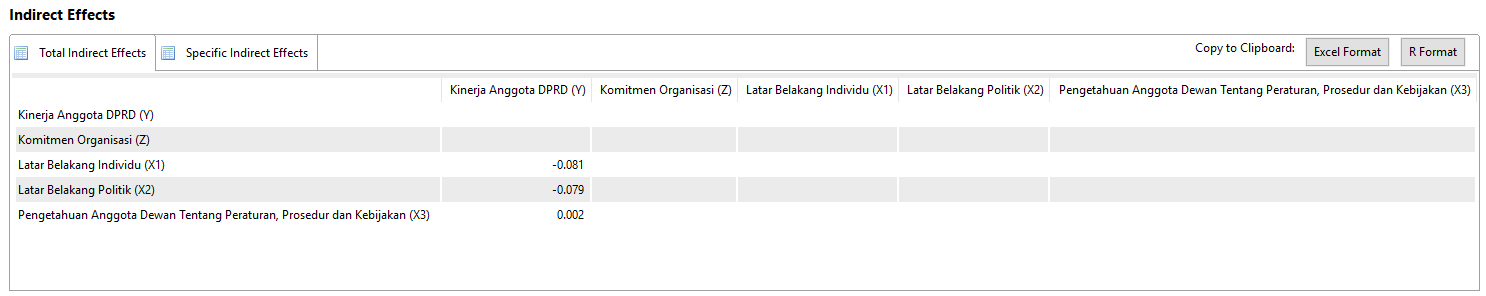 Indirect Effects
Total Indirect Effects Specific Indirect Effects Copy to Clipboard: Excel Format R Format
Kinerja Anggota DPRD (Y) Komitmen Organisasi (Z) Latar Belakang Individu (X1) Latar Belakang Politik (X2) Pengetahuan Anggota Dewan Tentang Peraturan, Prosedur dan Kebijakan (X3)
Kinerja Anggota DPRD (Y)
Komitmen Organisasi (Z)
Latar Belakang Individu (X1) -0.081
Latar Belakang Politik (X2) -0.079
Pengetahuan Anggota Dewan Tentang Peraturan, Prosedur dan Kebijakan (X3) 0.002